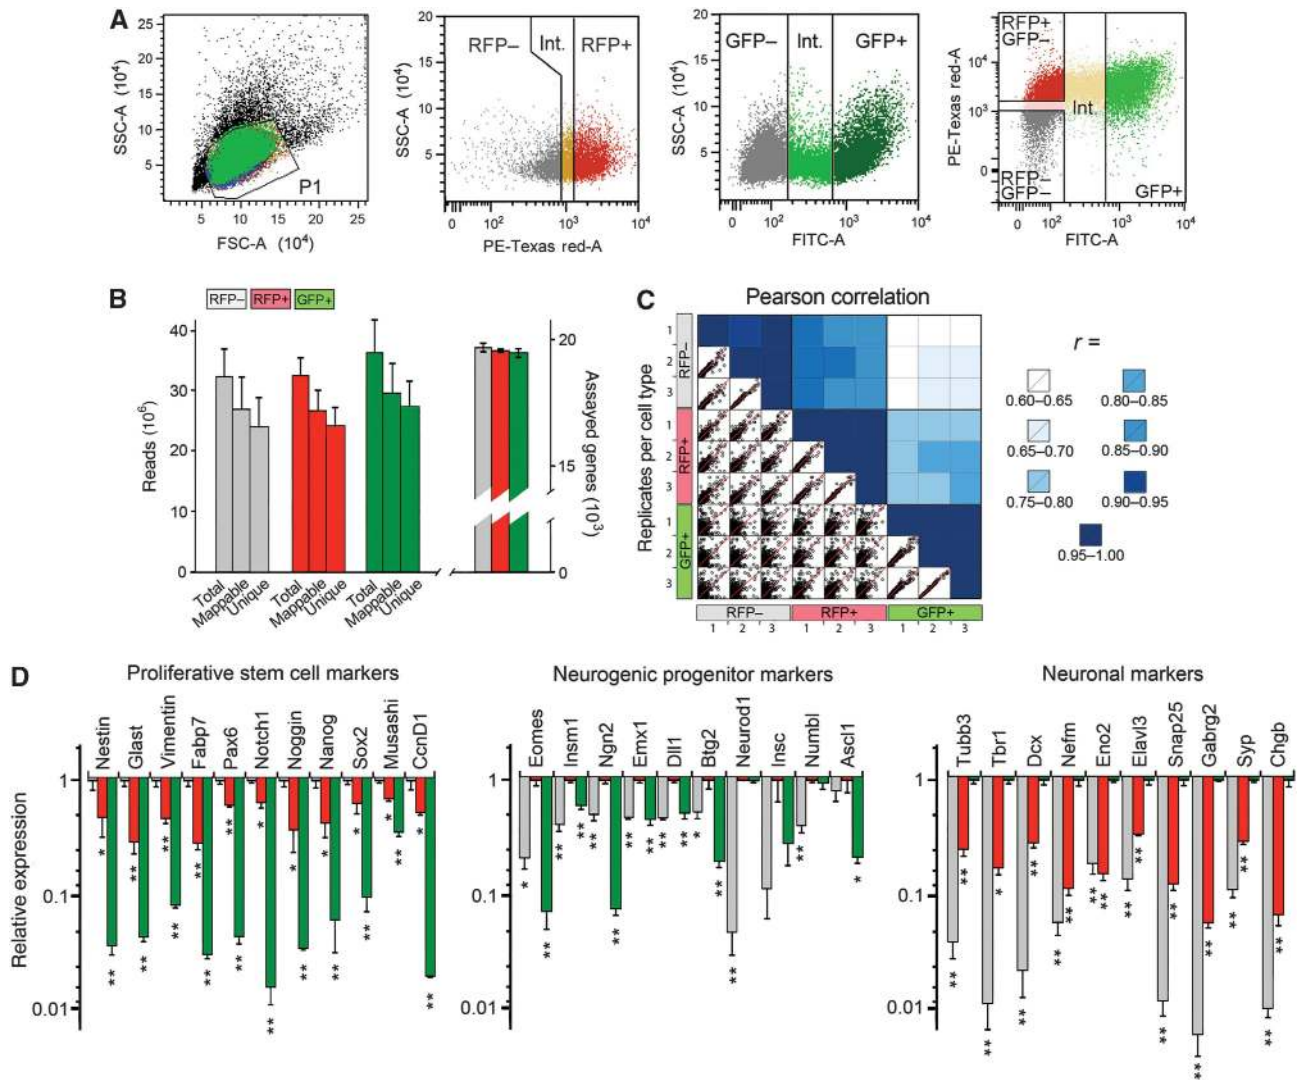 A
25
20
15
10
5
SSC-A (10⁴)
P1
5 10 15 20 25
FSC-A (10⁴)
20
15
10
5
SSC-A (10⁴)
RFP– Int. RFP+
0 10² 10³ 10⁴
PE-Texas red-A
20
15
10
5
0
SSC-A (10⁴)
GFP– Int. GFP+
0 10² 10³ 10⁴
FITC-A
RFP+
GFP–
Int.
RFP–
GFP–
GFP+
10⁴
10³
0
PE-Texas red-A
0 10² 10³ 10⁴
FITC-A
B
RFP– RFP+ GFP+
40
30
20
10
0
Reads (10⁶)
Total Mappable Unique Total Mappable Unique Total Mappable Unique
20
15
0
Assayed genes (10³)
C
Pearson correlation
Replicates per cell type
RFP–
1
2
3
RFP+
1
2
3
GFP+
1
2
3
RFP– RFP+ GFP+
1 2 3 1 2 3 1 2 3
r =
0.60–0.65 0.80–0.85
0.65–0.70 0.85–0.90
0.75–0.80 0.90–0.95
0.95–1.00
D
Proliferative stem cell markers
Nestin Glast Vimentin Fabp7 Pax6 Notch1 Noggin Nanog Sox2 Musashi CcnD1
1
0.1
0.01
Relative expression
* ** ** ** ** * * * * * *
** ** ** ** ** ** ** ** ** ** **
Neurogenic progenitor markers
Eomes Insm1 Ngn2 Emx1 Dll1 Btg2 Neurod1 Insc Numbl Ascl1
* ** ** ** ** ** ** ** ** * ** ** ** *
Neuronal markers
Tubb3 Tbr1 Dcx Nefm Eno2 Elavl3 Snap25 Gabrg2 Syp Chgb
1
0.1
0.01
** ** ** * ** ** ** ** ** ** ** ** ** ** ** ** ** ** ** **